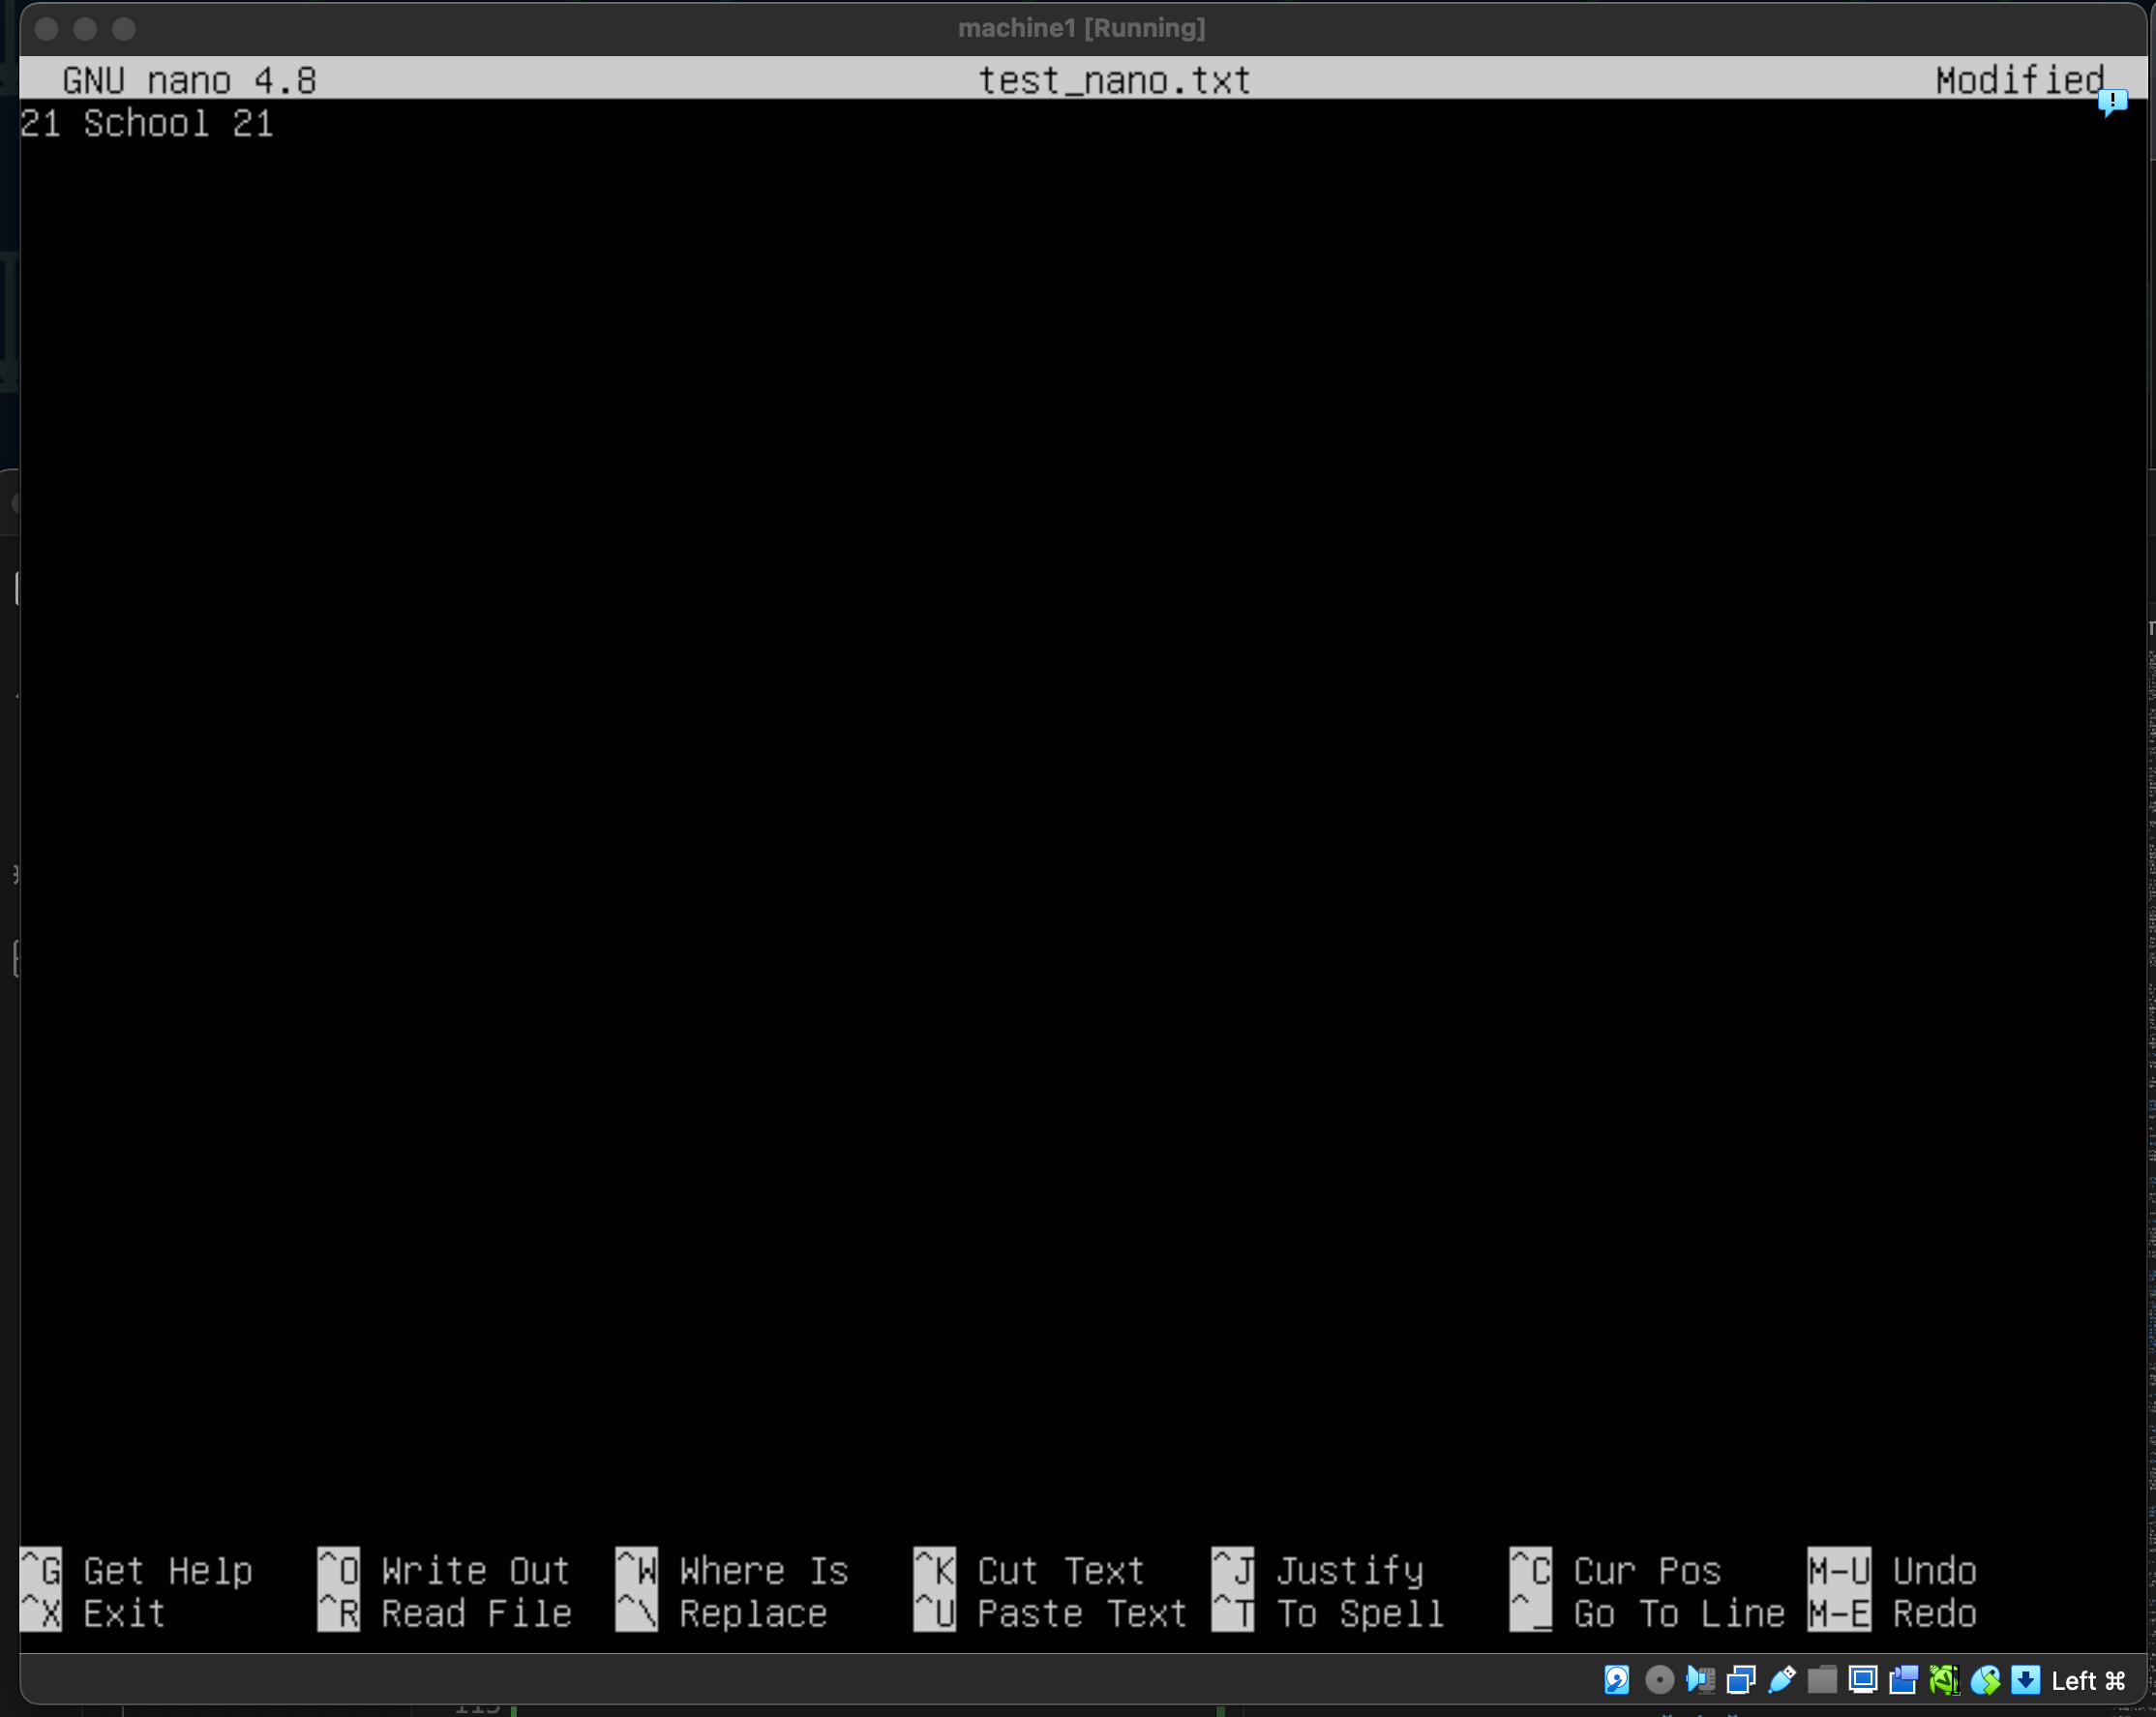 machine1 [Running]
GNU nano 4.8 test_nano.txt Modified
21 School 21
^G Get Help ^O Write Out ^W Where Is ^K Cut Text ^J Justify ^C Cur Pos M-U Undo
^X Exit ^R Read File ^\ Replace ^U Paste Text ^T To Spell ^_ Go To Line M-E Redo
Left ⌘